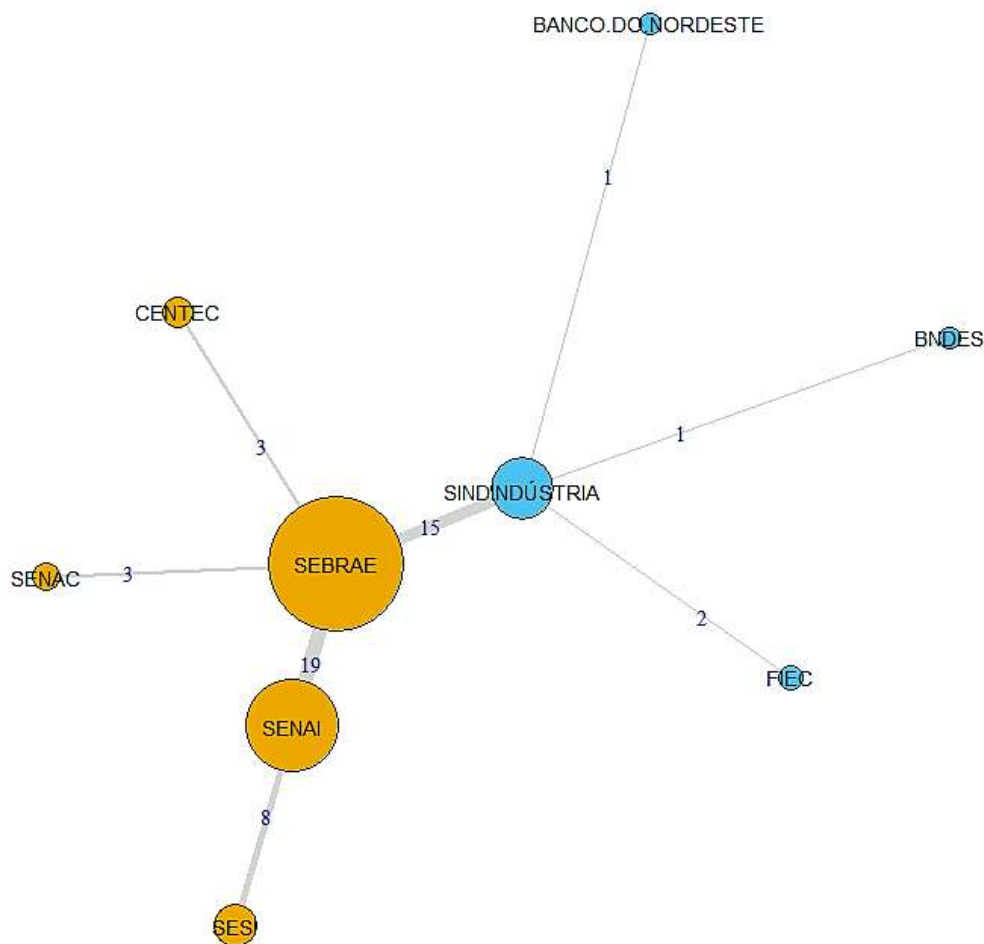 BANCO.DO.NORDESTE
1
CENTEC
BNDES
1
3
SINDINDÚSTRIA
15
SEBRAE
SENAC
3
2
19
FIEC
SENAI
8
SESI